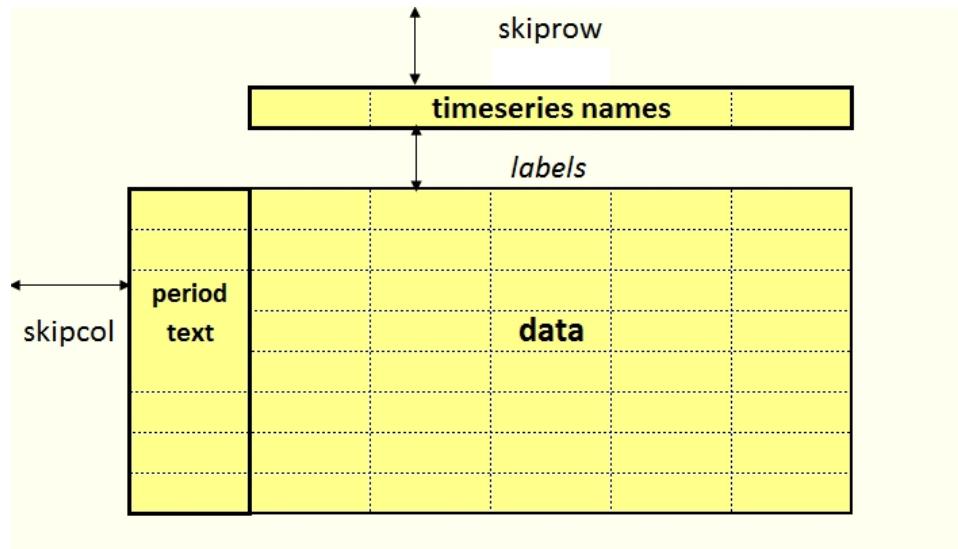 skiprow
timeseries names
labels
period
text
skipcol
data